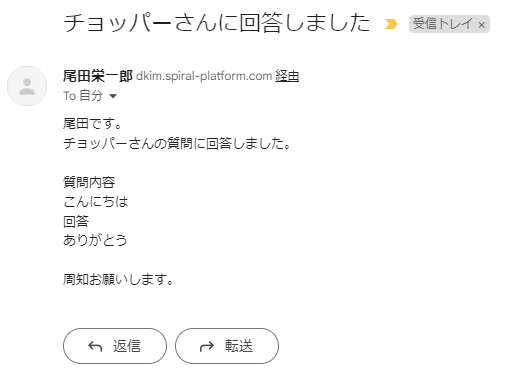 チョッパーさんに回答しました 受信トレイ ×
尾田栄一郎 dkim.spiral-platform.com 経由
To 自分
尾田です。
チョッパーさんの質問に回答しました。
質問内容
こんにちは
回答
ありがとう
周知お願いします。
返信 転送